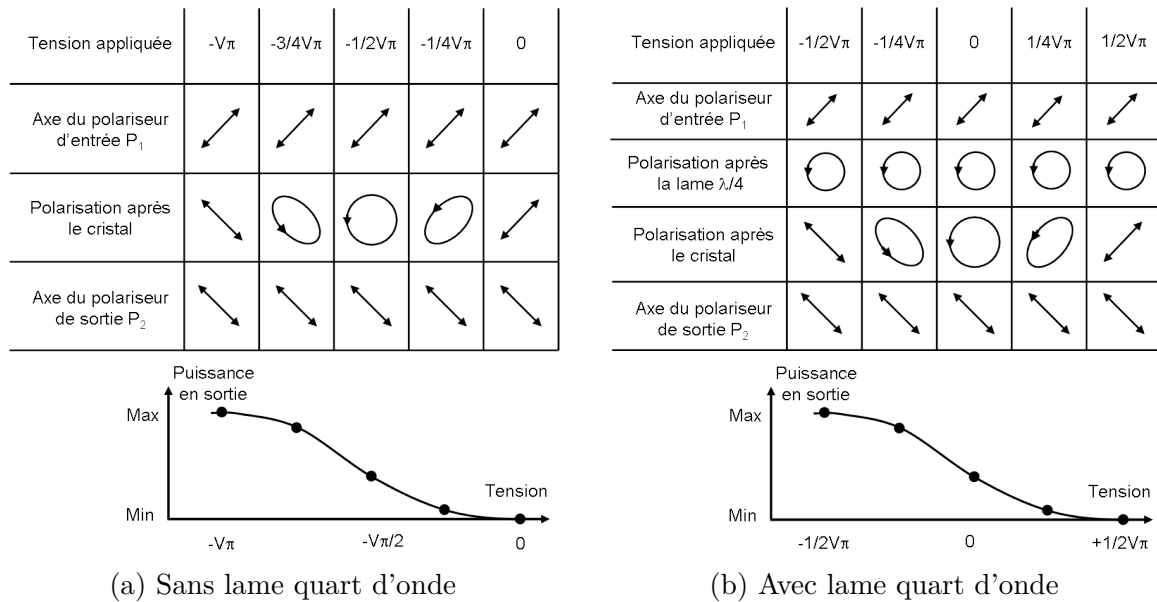 Tension appliquée -Vπ -3/4Vπ -1/2Vπ -1/4Vπ 0
Axe du polariseur
d'entrée P1
Polarisation après
le cristal
Axe du polariseur
de sortie P2
Puissance
en sortie
Max
Tension
Min
-Vπ -Vπ/2 0
(a) Sans lame quart d'onde
Tension appliquée -1/2Vπ -1/4Vπ 0 1/4Vπ 1/2Vπ
Axe du polariseur
d'entrée P1
Polarisation après
la lame λ/4
Polarisation après
le cristal
Axe du polariseur
de sortie P2
Puissance
en sortie
Max
Tension
Min
-1/2Vπ 0 +1/2Vπ
(b) Avec lame quart d'onde